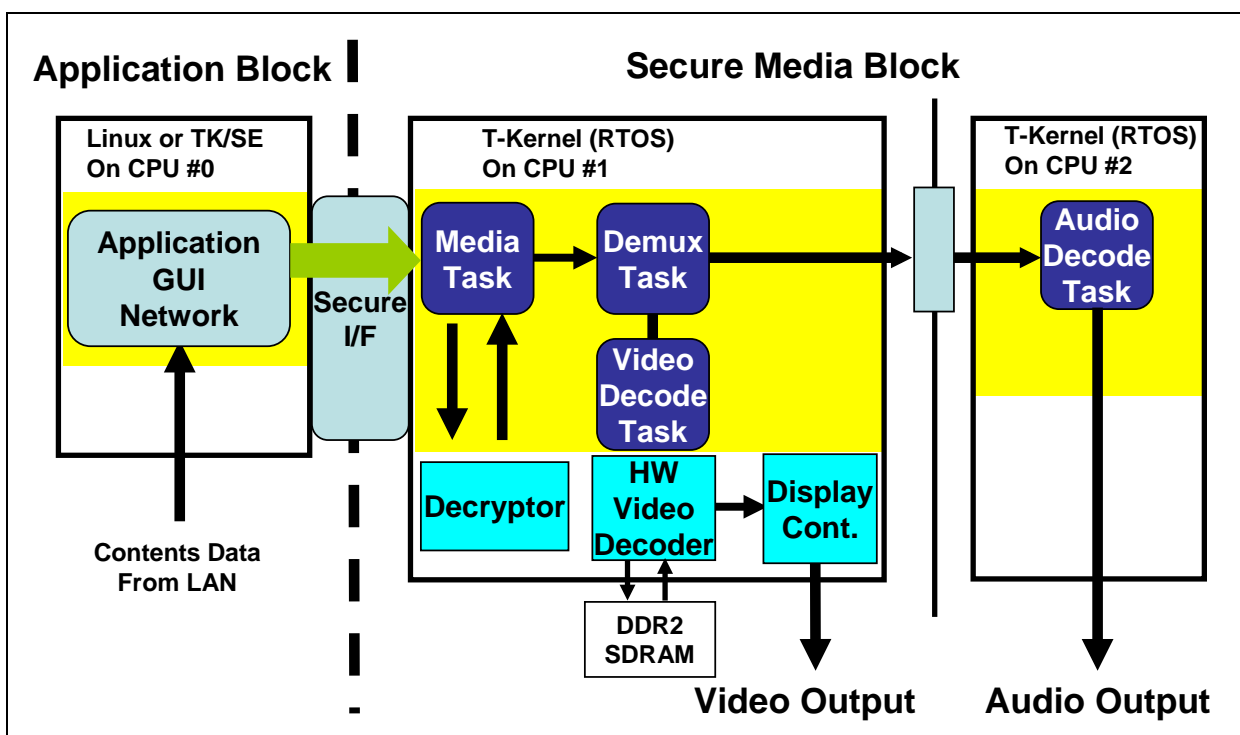 Application Block
Secure Media Block
Linux or TK/SE
On CPU #0
T-Kernel (RTOS)
On CPU #1
T-Kernel (RTOS)
On CPU #2
Application
GUI
Network
Secure
I/F
Media
Task
Demux
Task
Audio
Decode
Task
Video
Decode
Task
Decryptor
HW
Video
Decoder
Display
Cont.
Contents Data
From LAN
DDR2
SDRAM
Video Output
Audio Output